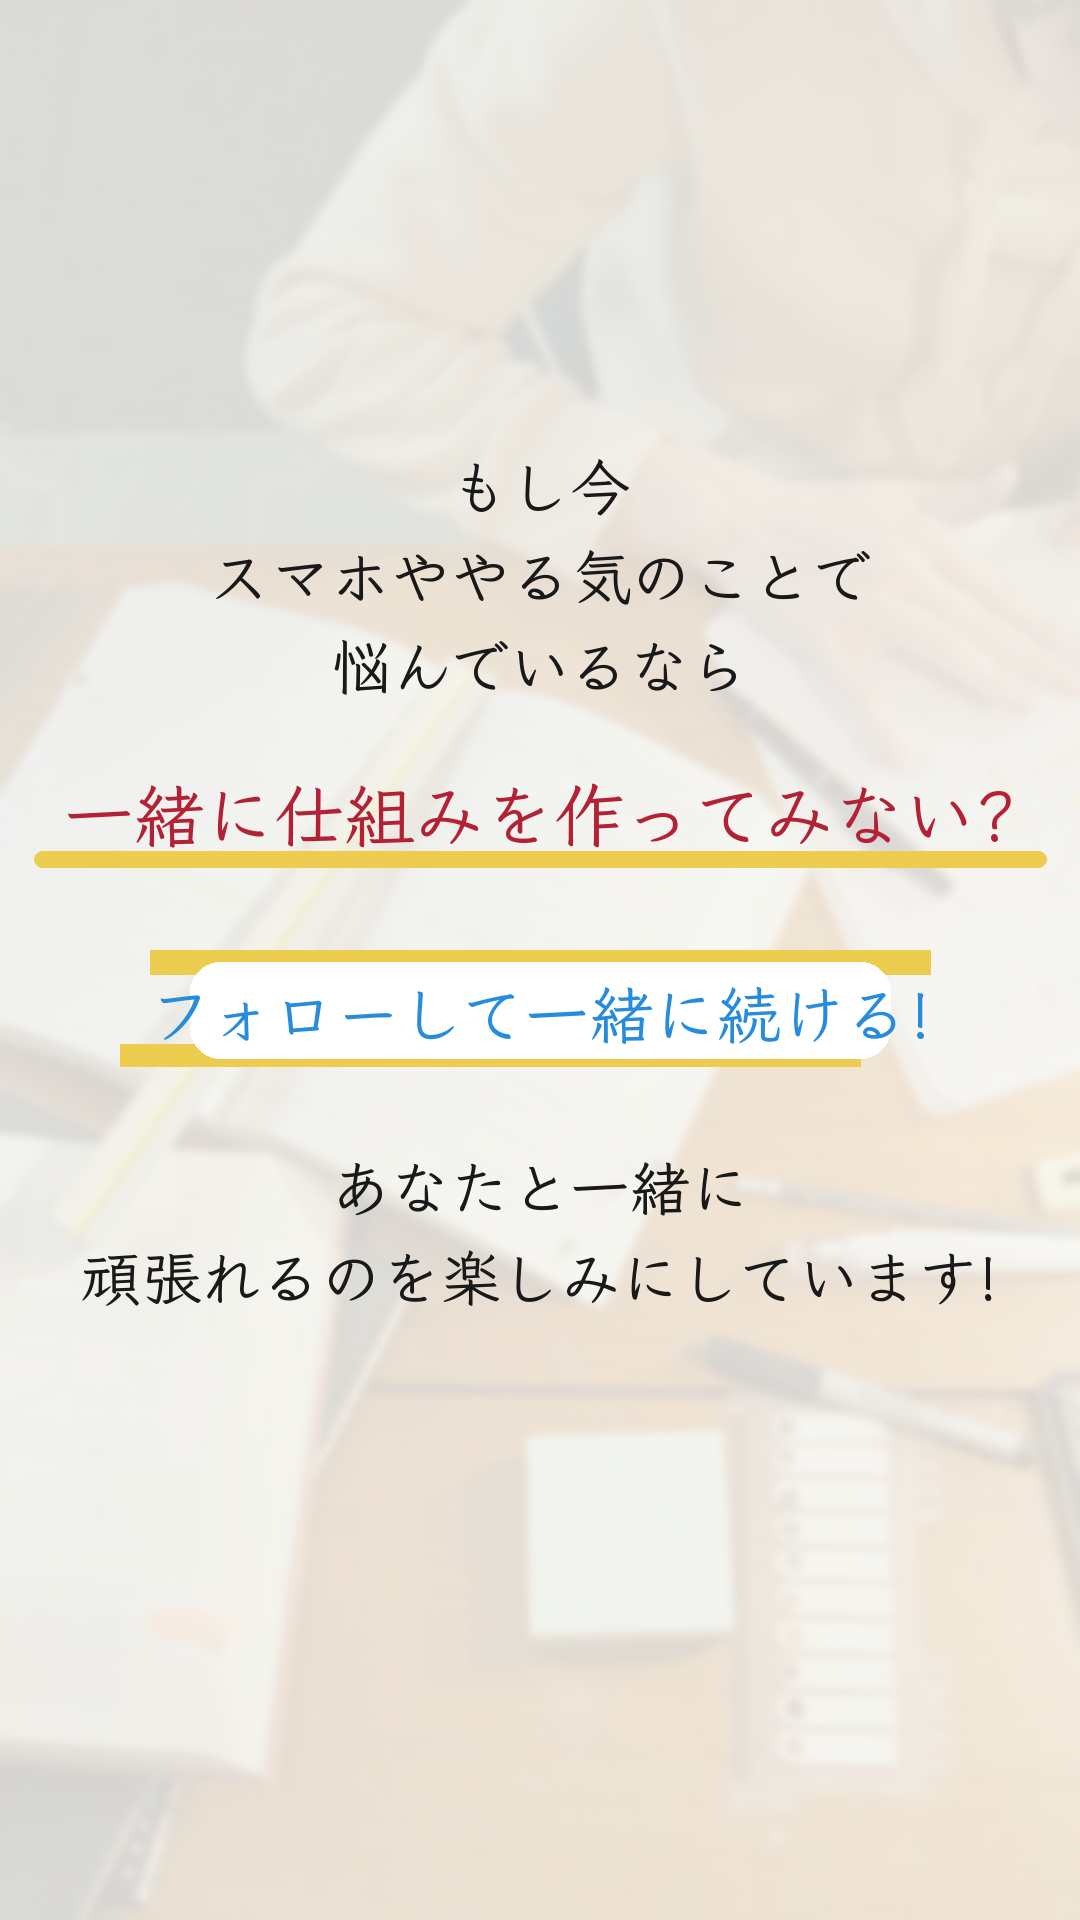 もし今
スマホややる気のことで
悩んでいるなら
一緒に仕組みを作ってみない?
フォローして一緒に続ける!
あなたと一緒に
頑張れるのを楽しみにしています!